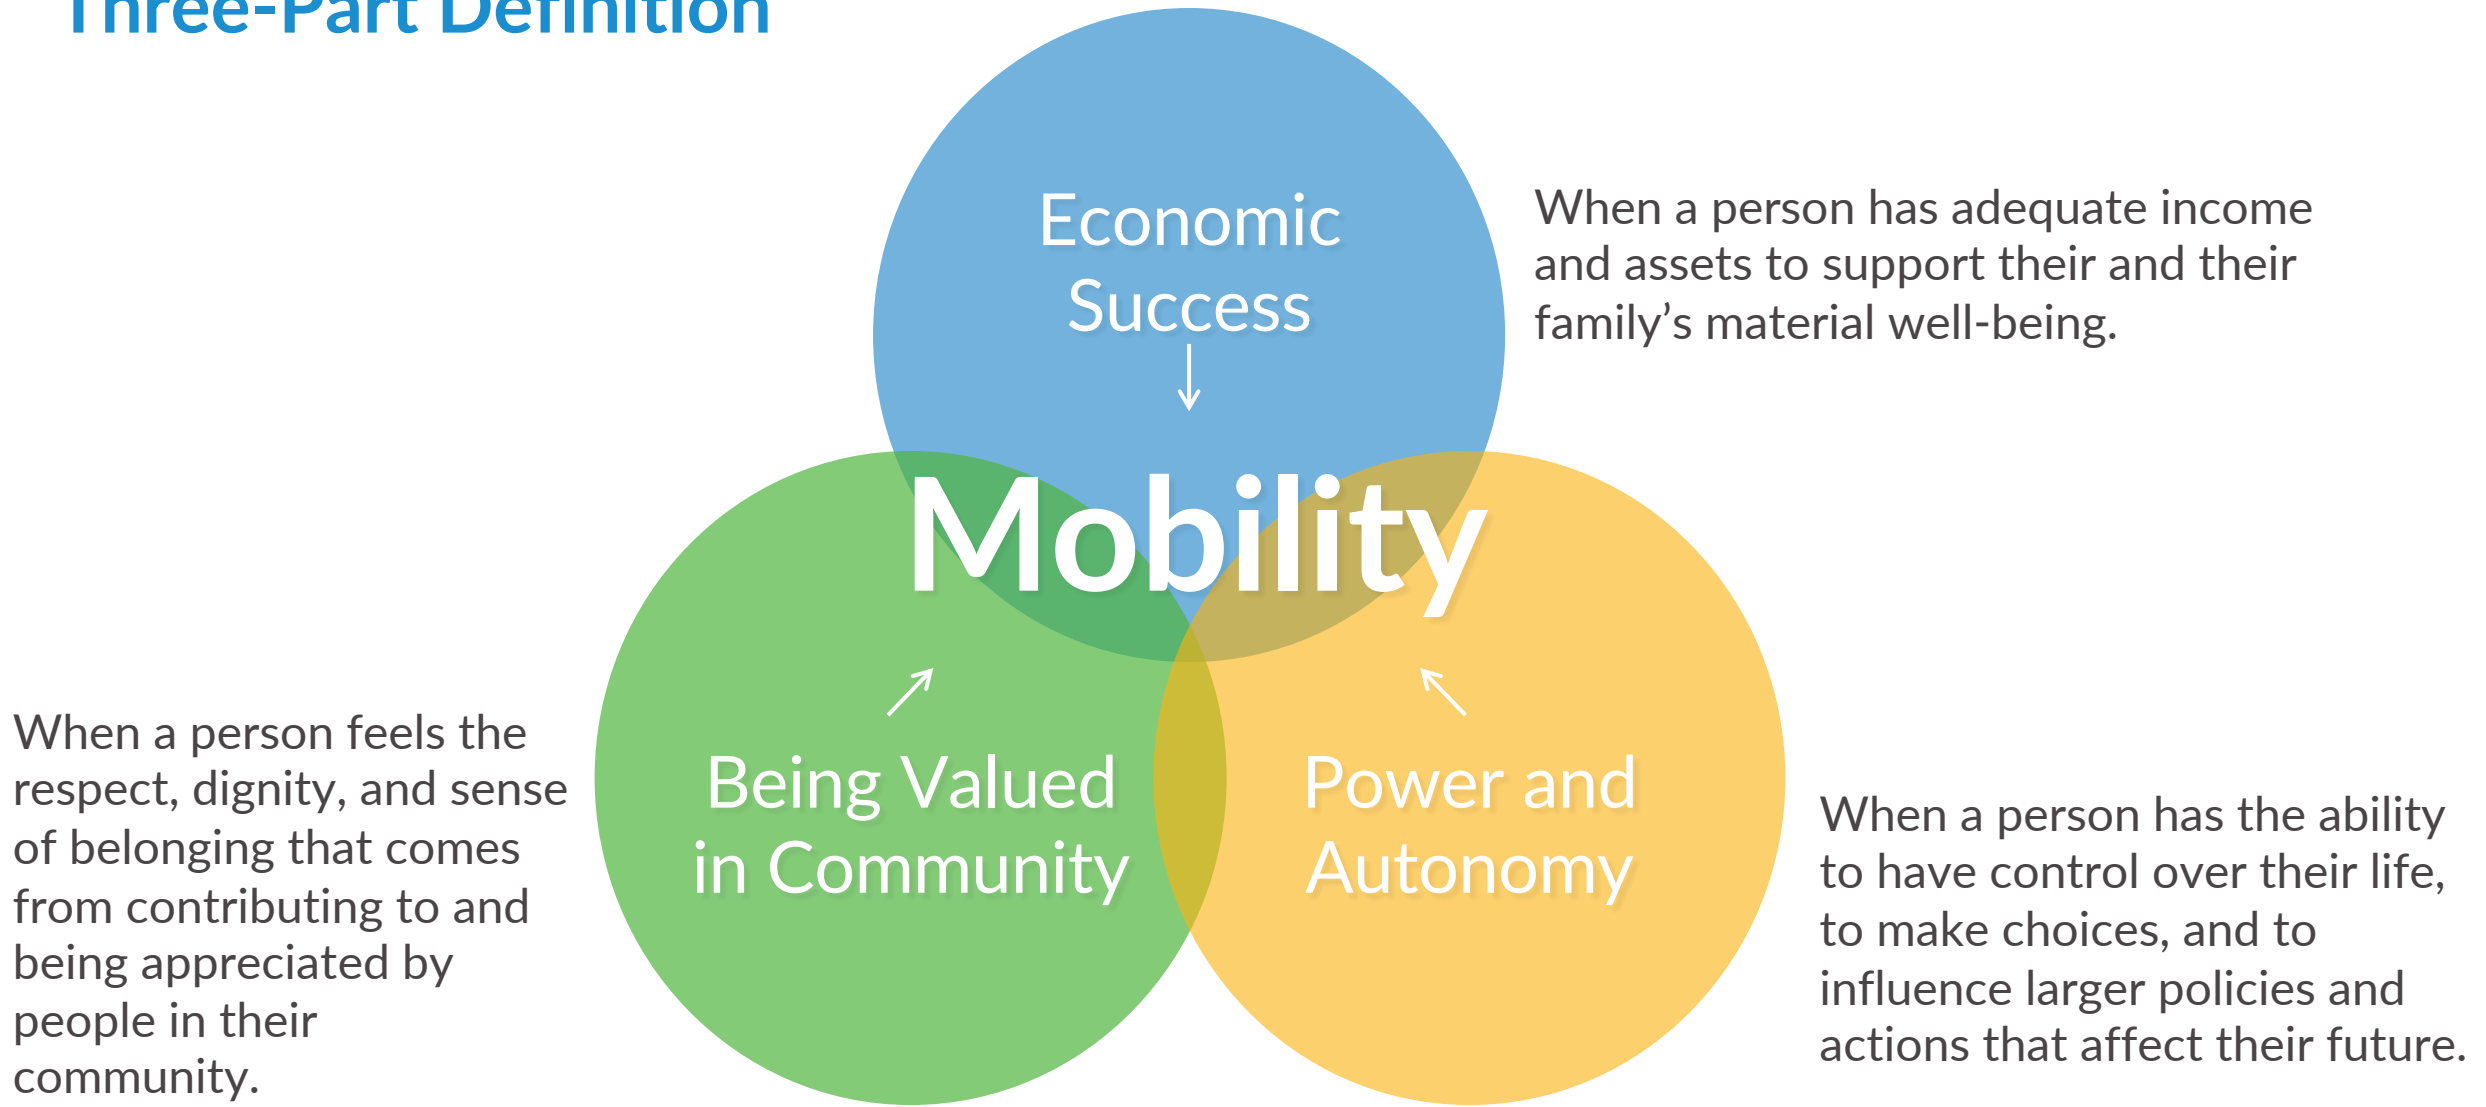 Three-Part Definition
Economic
Success
When a person has adequate income
and assets to support their and their
family’s material well-being.
Mobility
Being Valued
in Community
When a person feels the
respect, dignity, and sense
of belonging that comes
from contributing to and
being appreciated by
people in their
community.
Power and
Autonomy
When a person has the ability
to have control over their life,
to make choices, and to
influence larger policies and
actions that affect their future.